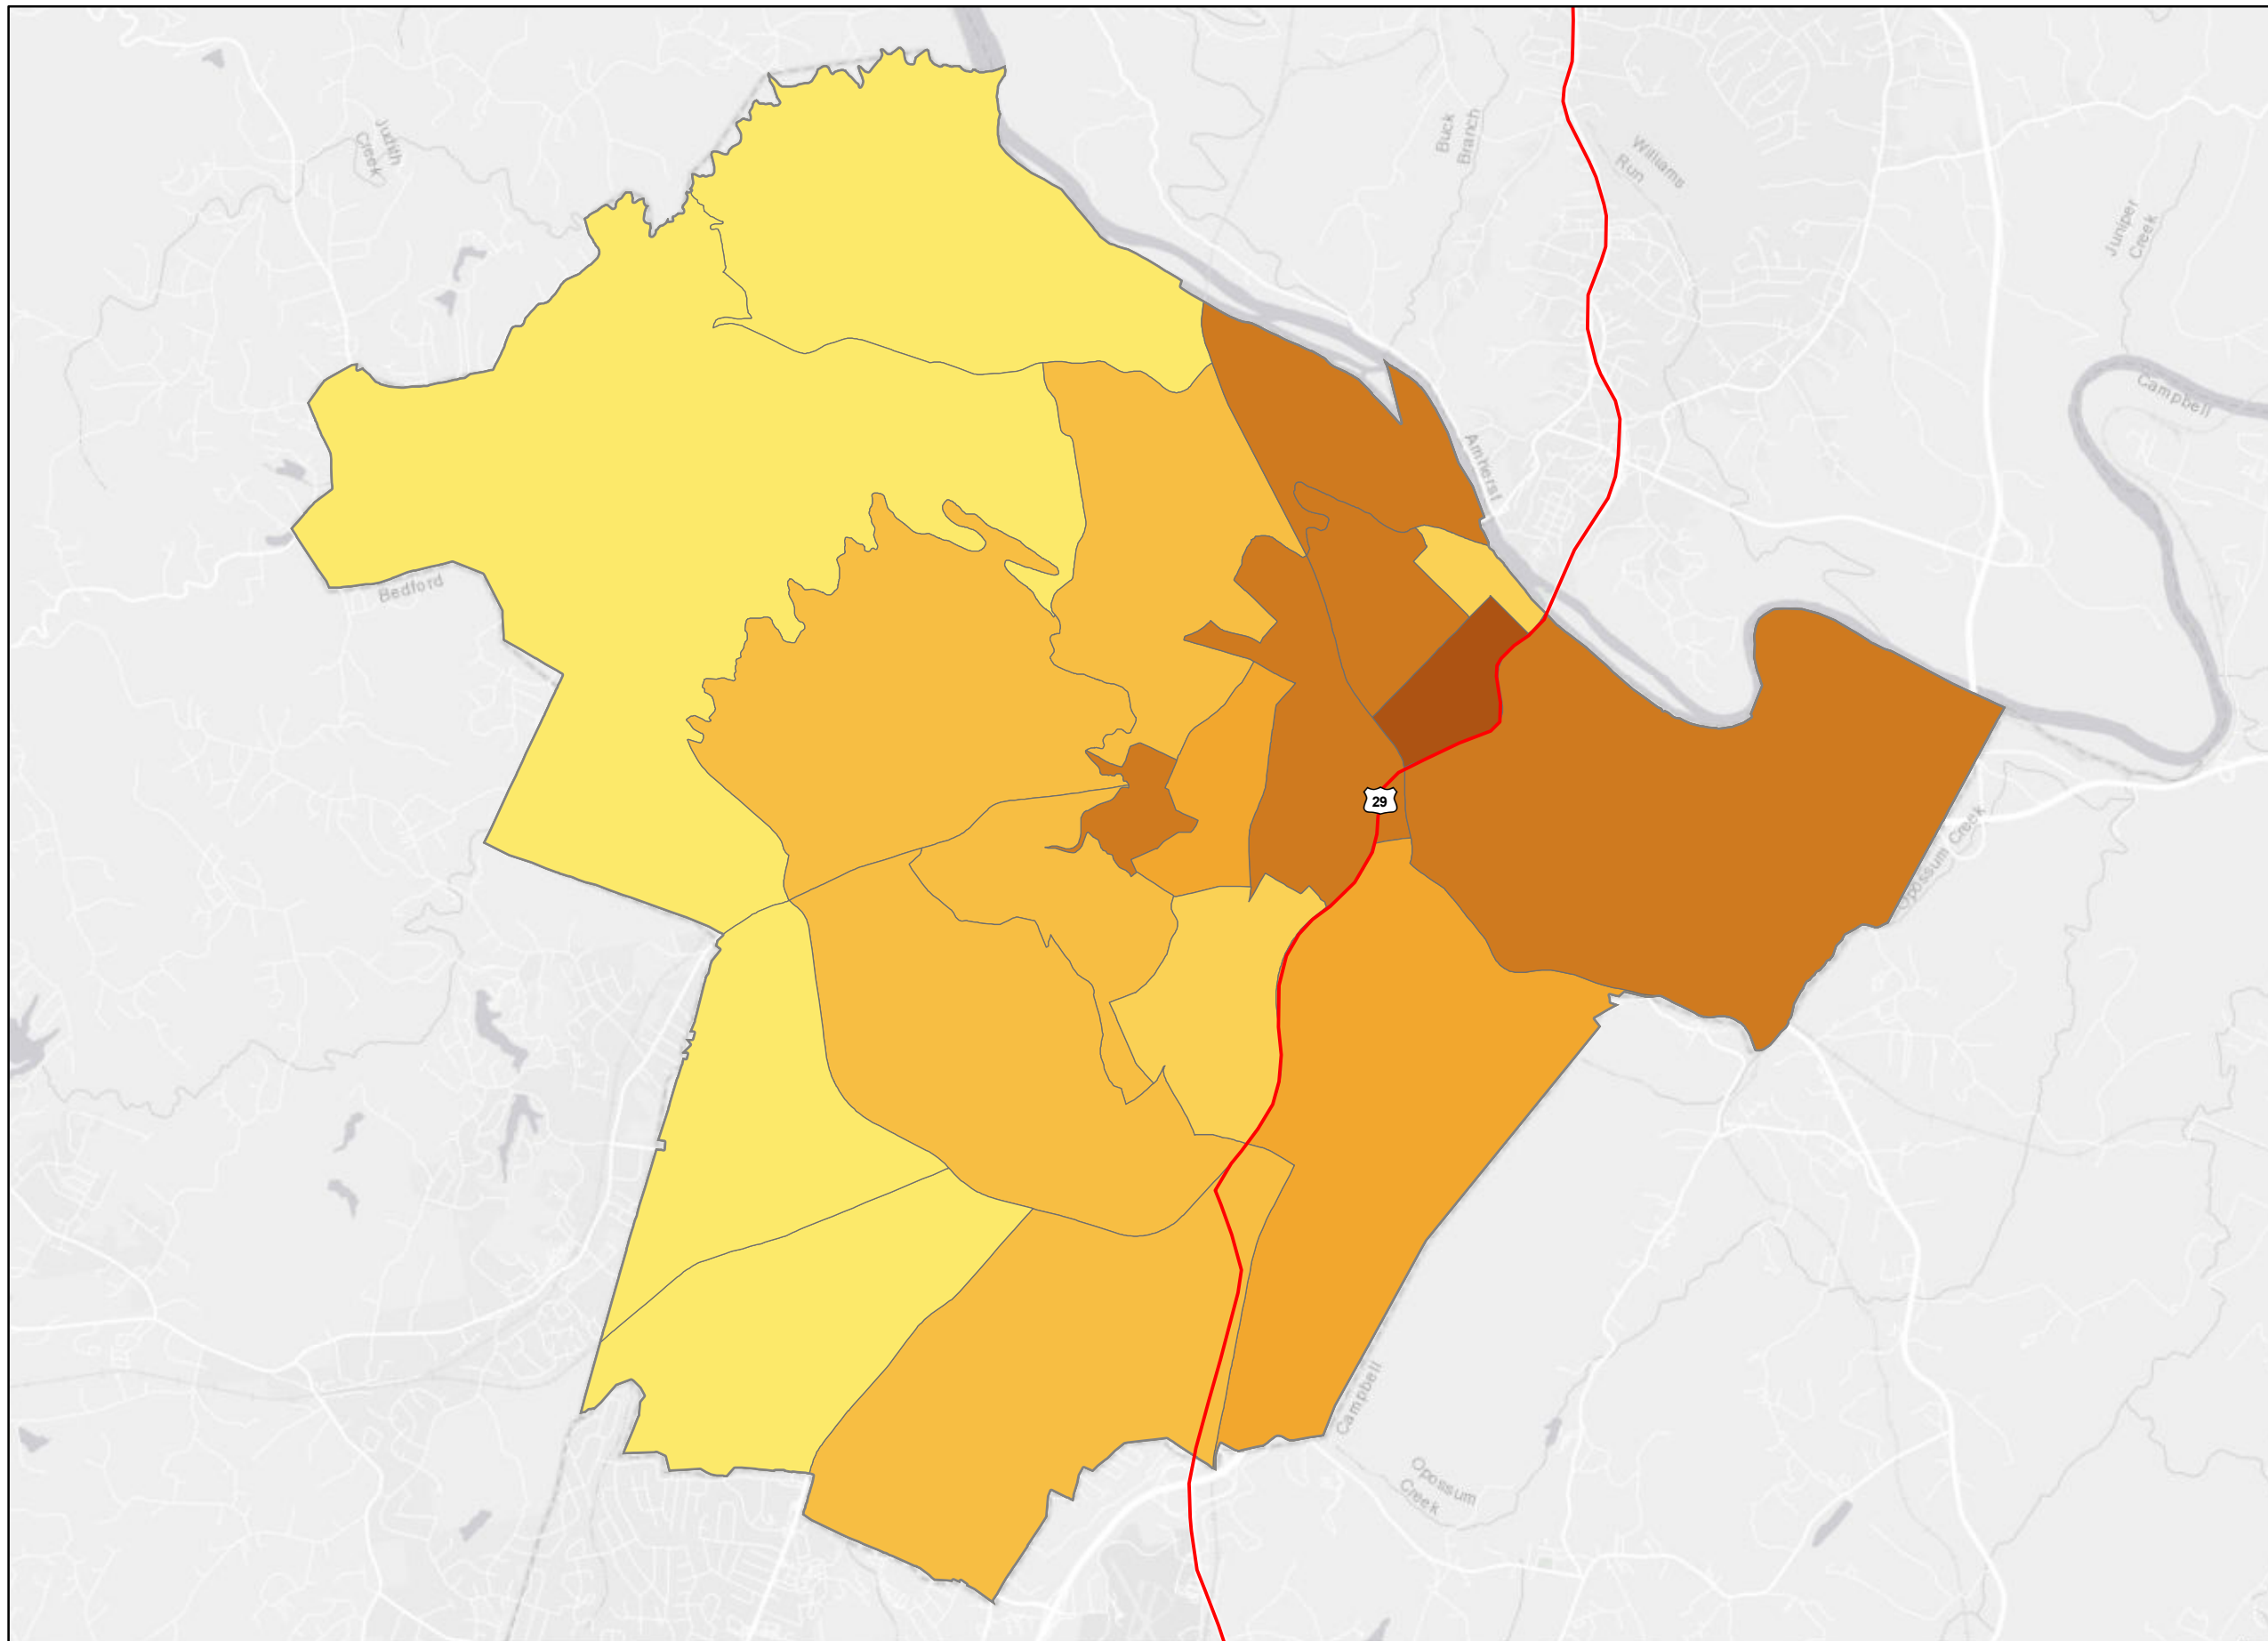 Judith
Creek
Buck
Branch
Williams
Run
Juniper
Creek
Campbell
Amherst
Bedford
29
Opossum Creek
Campbell
Opossum
Creek